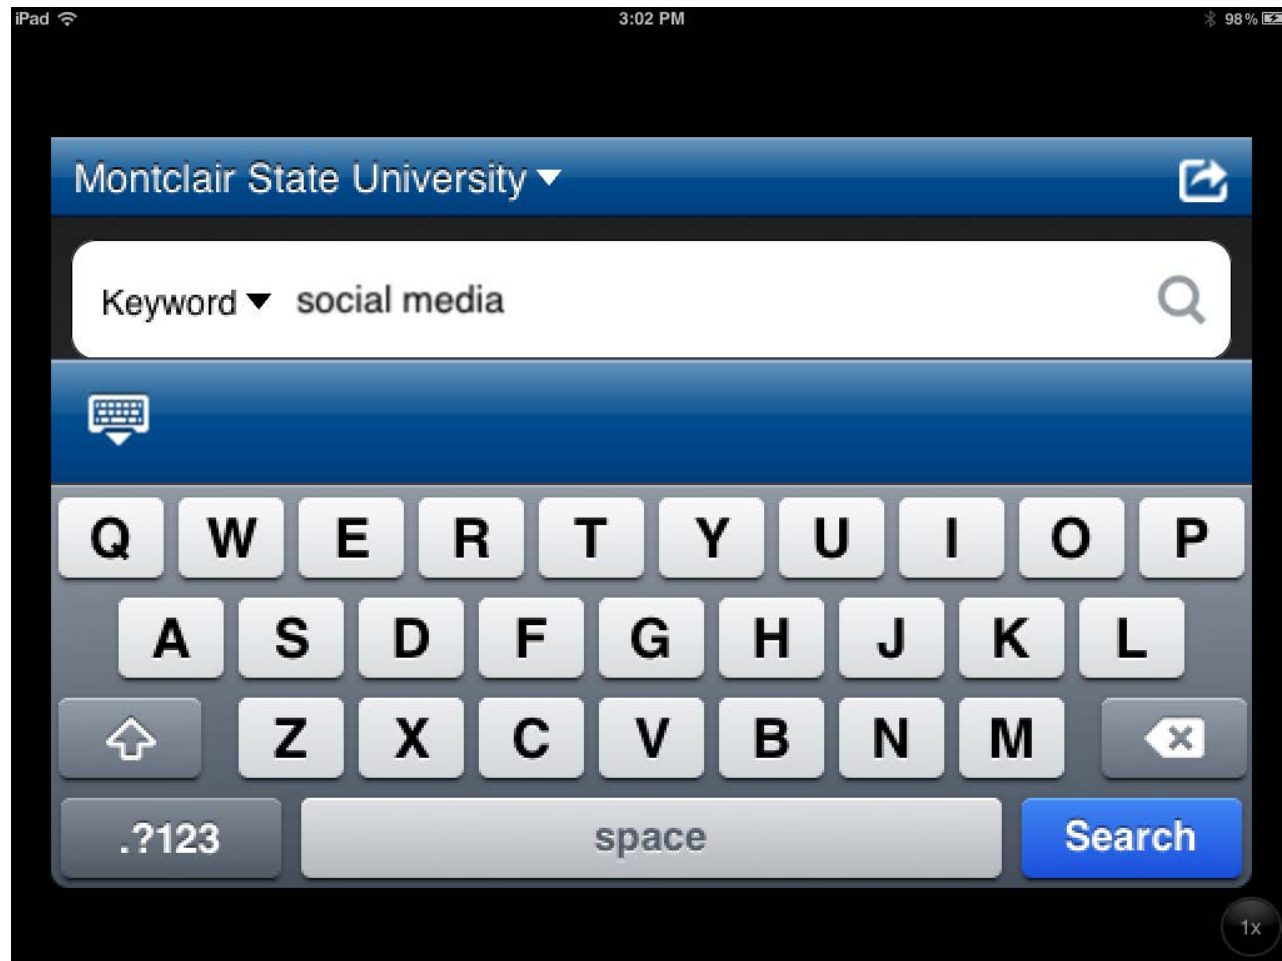 iPad 3:02 PM 98%
Montclair State University
Keyword social media
Q W E R T Y U I O P
A S D F G H J K L
Z X C V B N M
.?123 space Search
1x